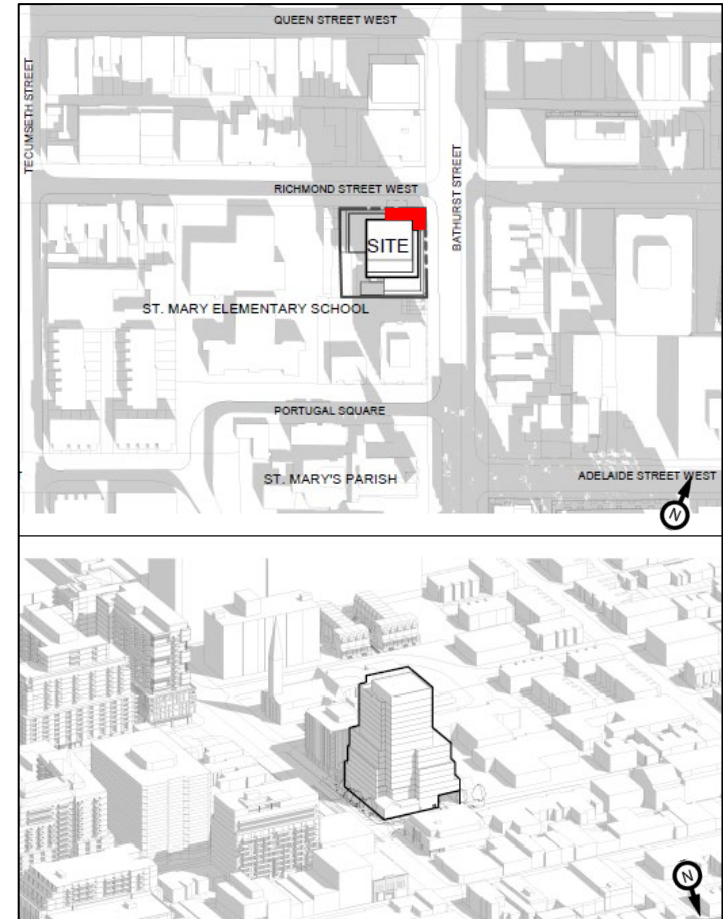 QUEEN STREET WEST
TECUMSETH STREET
RICHMOND STREET WEST
BATHURST STREET
SITE
ST. MARY ELEMENTARY SCHOOL
PORTUGAL SQUARE
ST. MARY'S PARISH
ADELAIDE STREET WEST
N
N